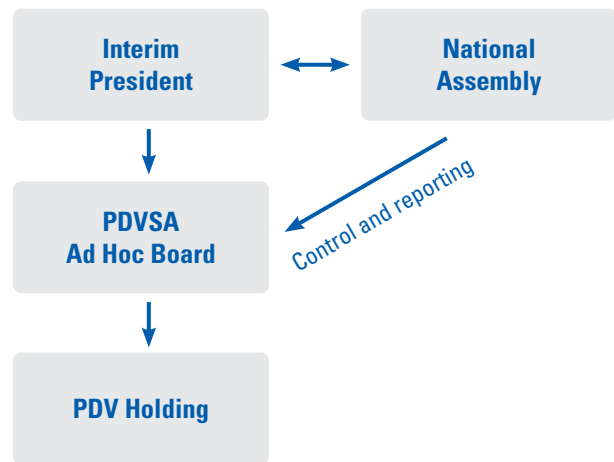 Interim
President
National
Assembly
PDVSA
Ad Hoc Board
Control and reporting
PDV Holding